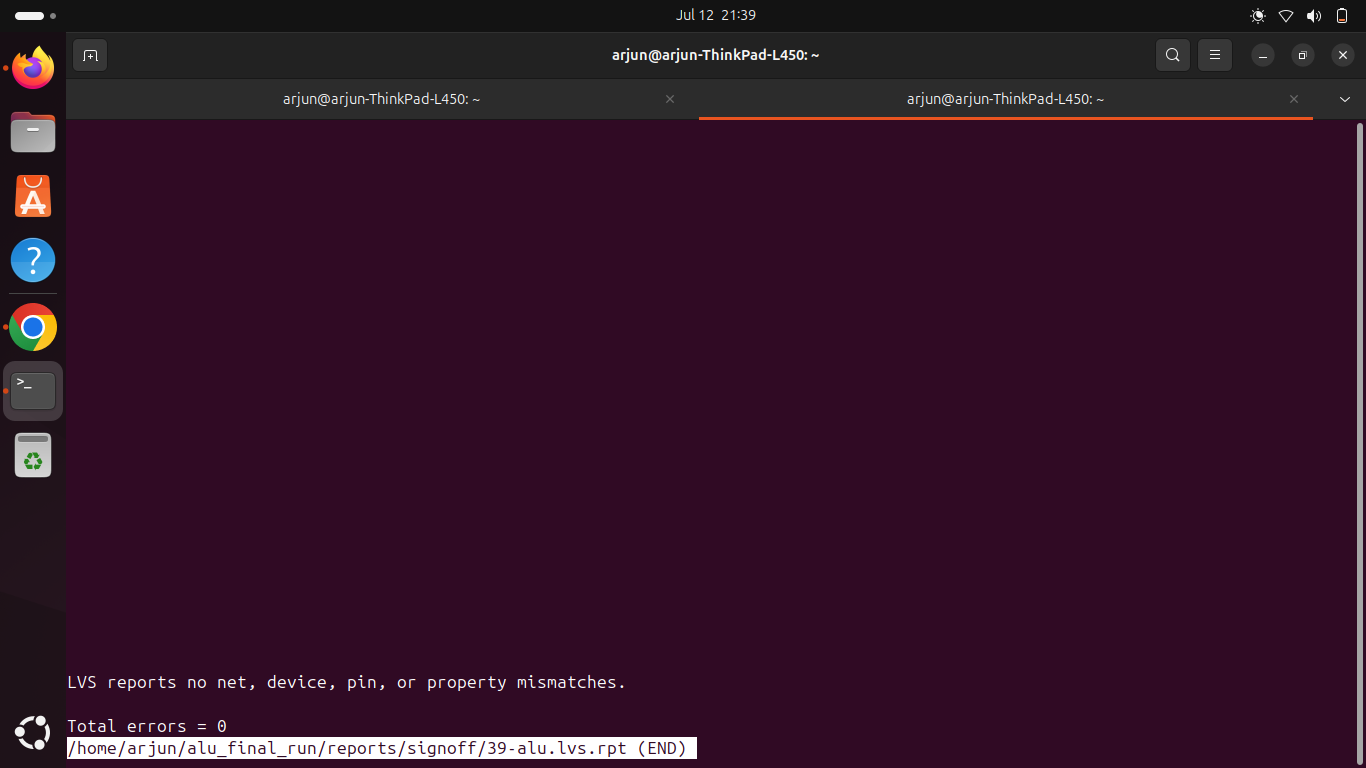 Jul 12 21:39
arjun@arjun-ThinkPad-L450: ~
arjun@arjun-ThinkPad-L450: ~
arjun@arjun-ThinkPad-L450: ~
>_
LVS reports no net, device, pin, or property mismatches.
Total errors = 0
/home/arjun/alu_final_run/reports/signoff/39-alu.lvs.rpt (END)